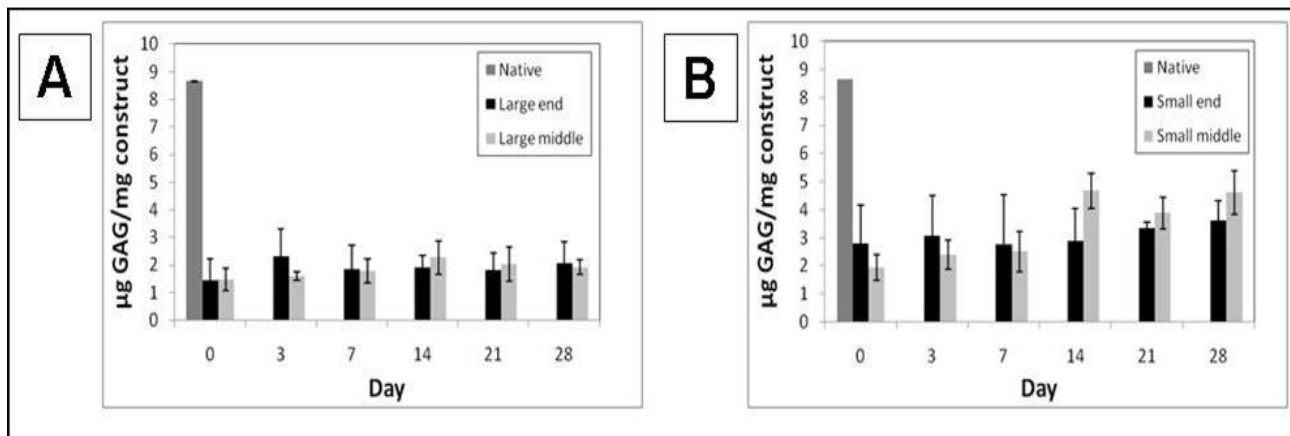 A
µg GAG/mg construct
10
9
8
7
6
5
4
3
2
1
0
Native
Large end
Large middle
0 3 7 14 21 28
Day
B
µg GAG/mg construct
10
9
8
7
6
5
4
3
2
1
0
Native
Small end
Small middle
0 3 7 14 21 28
Day